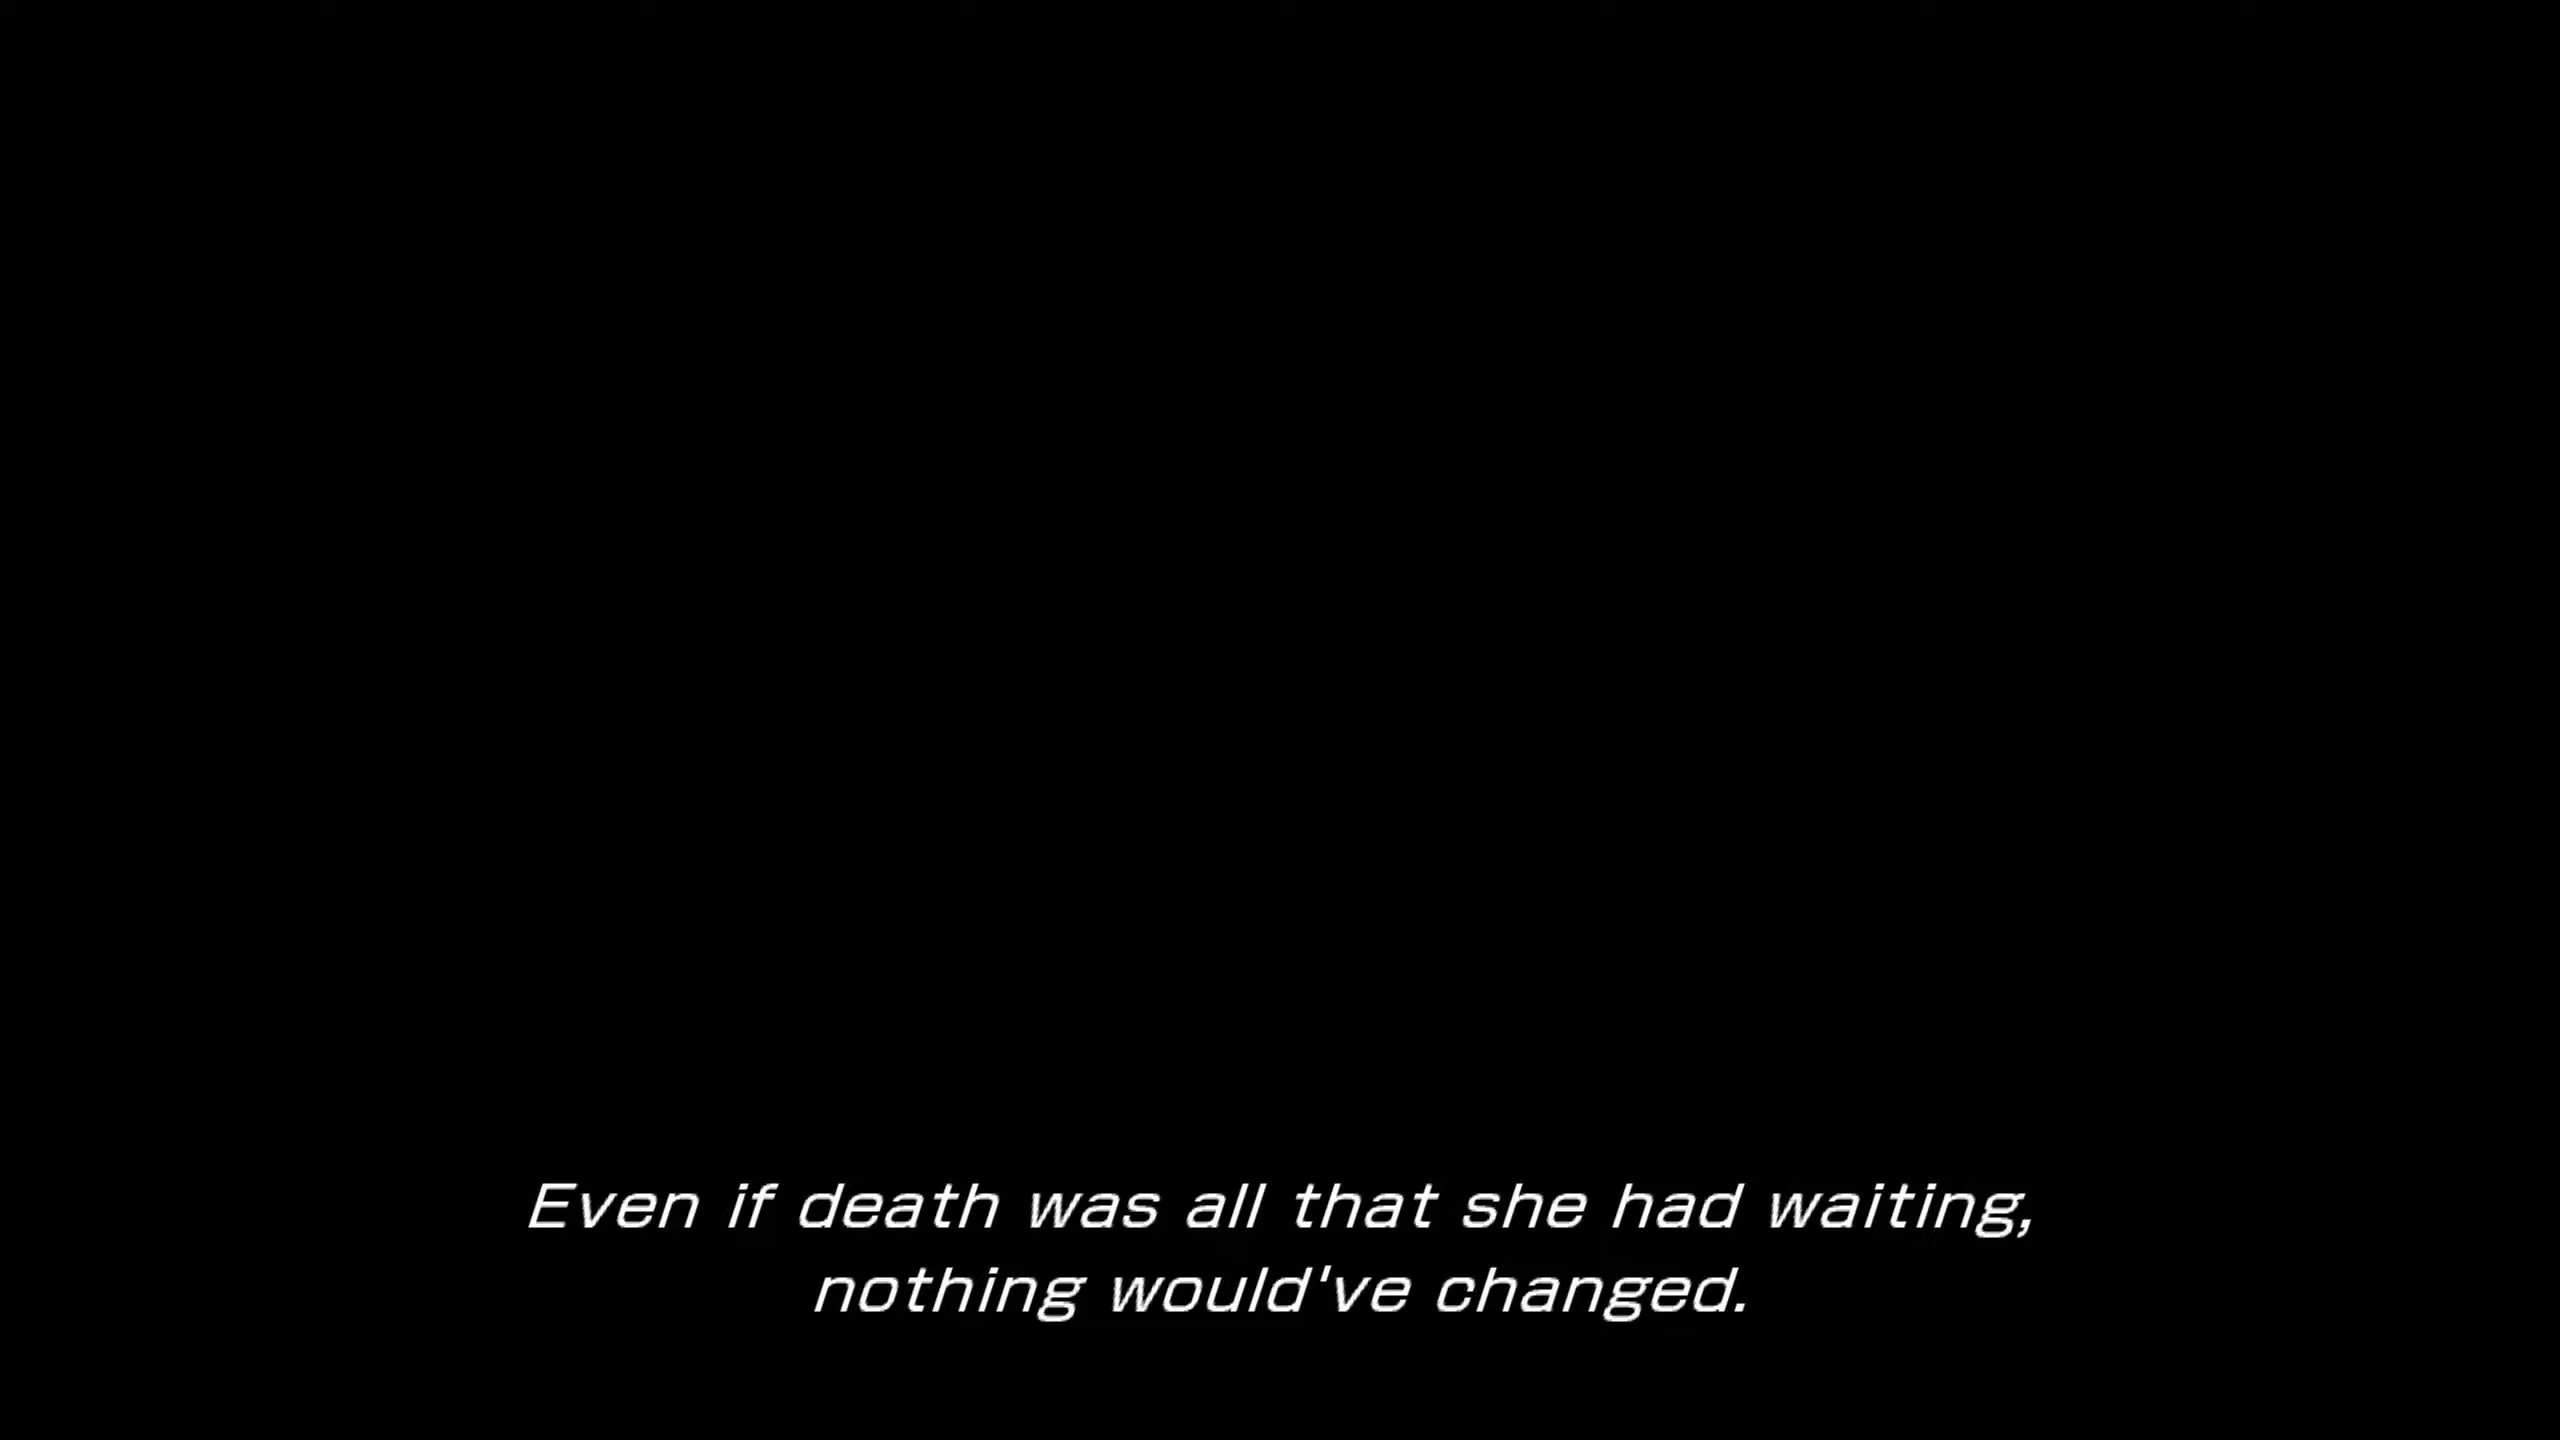 Even if death was all that she had waiting,
nothing would've changed.